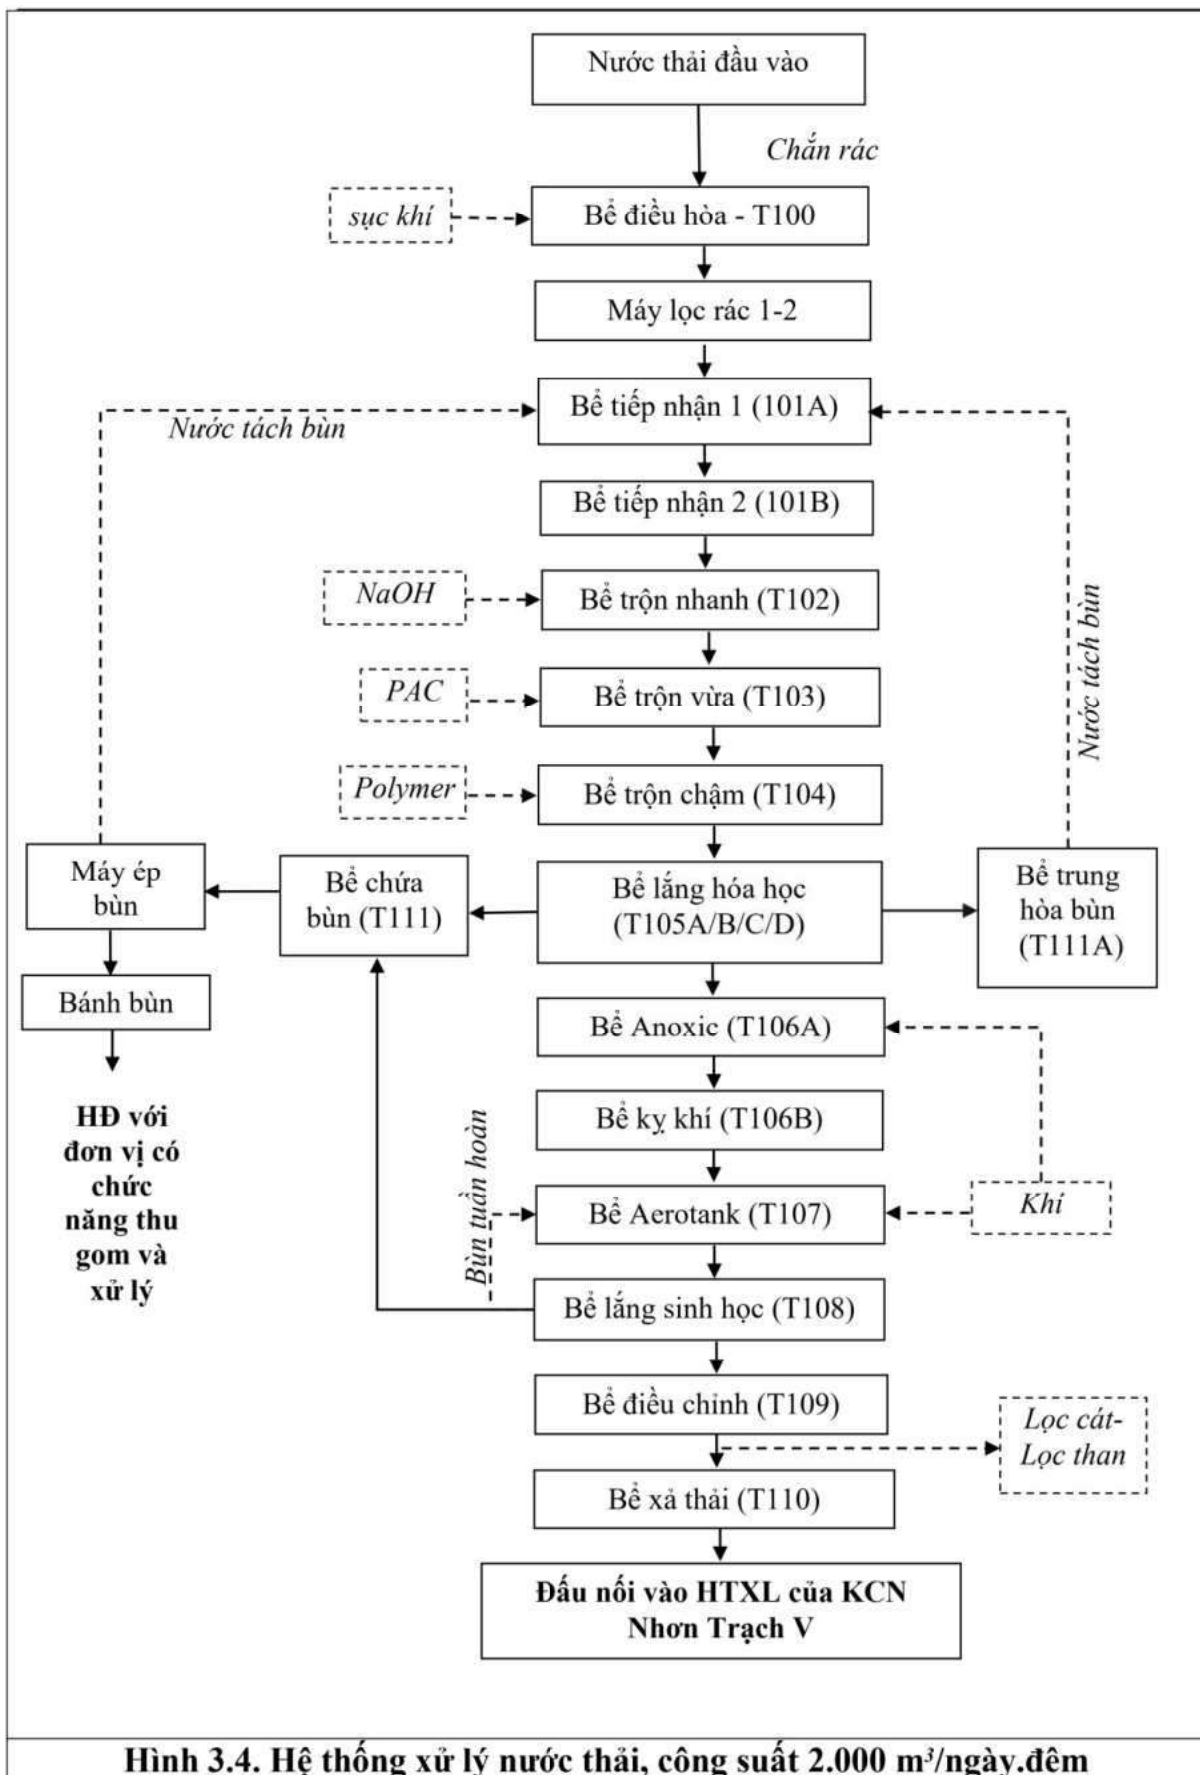 Nước thải đầu vào
Chắn rác
sục khí
Bể điều hòa - T100
Máy lọc rác 1-2
Bể tiếp nhận 1 (101A)
Nước tách bùn
Bể tiếp nhận 2 (101B)
NaOH
Bể trộn nhanh (T102)
Nước tách bùn
PAC
Bể trộn vừa (T103)
Polymer
Bể trộn chậm (T104)
Máy ép
bùn
Bể chứa
bùn (T111)
Bể lắng hóa học
(T105A/B/C/D)
Bể trung
hòa bùn
(T111A)
Bánh bùn
Bể Anoxic (T106A)
HĐ với
đơn vị có
chức
năng thu
gom và
xử lý
Bể kỵ khí (T106B)
Bùn tuần hoàn
Bể Aerotank (T107)
Khí
Bể lắng sinh học (T108)
Bể điều chỉnh (T109)
Lọc cát-
Lọc than
Bể xả thải (T110)
Đấu nối vào HTXL của KCN
Nhơn Trạch V
Hình 3.4. Hệ thống xử lý nước thải, công suất 2.000 m³/ngày.đêm